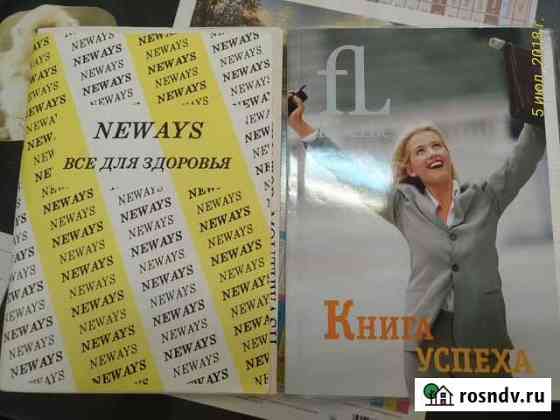 NEWAYS
ВСЕ ДЛЯ ЗДОРОВЬЯ
fL
КНИГА
УСПЕХА
5 июл. 2018 г.
rosndv.ru